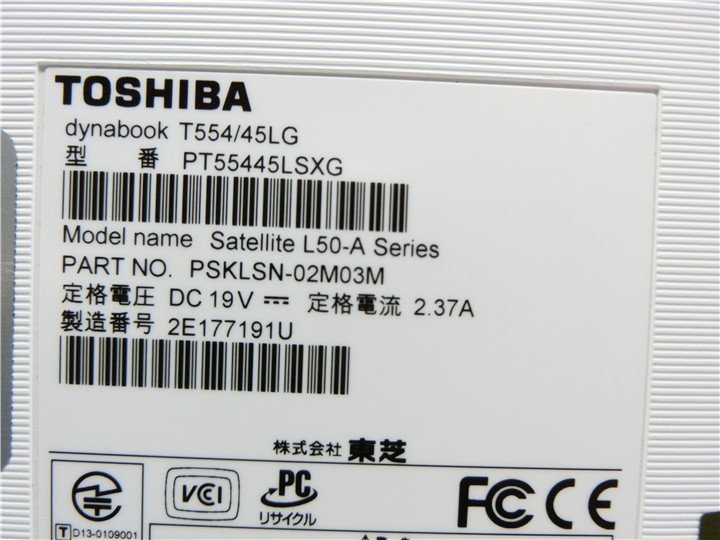 TOSHIBA
dynabook T554/45LG
型 番 PT55445LSXG
Model name Satellite L50-A Series
PART NO. PSKLSN-02M03M
定格電圧 DC 19V 定格電流 2.37A
製造番号 2E177191U
株式会社 東芝
VCCI PC FC CE
リサイクル
T D13-0109001